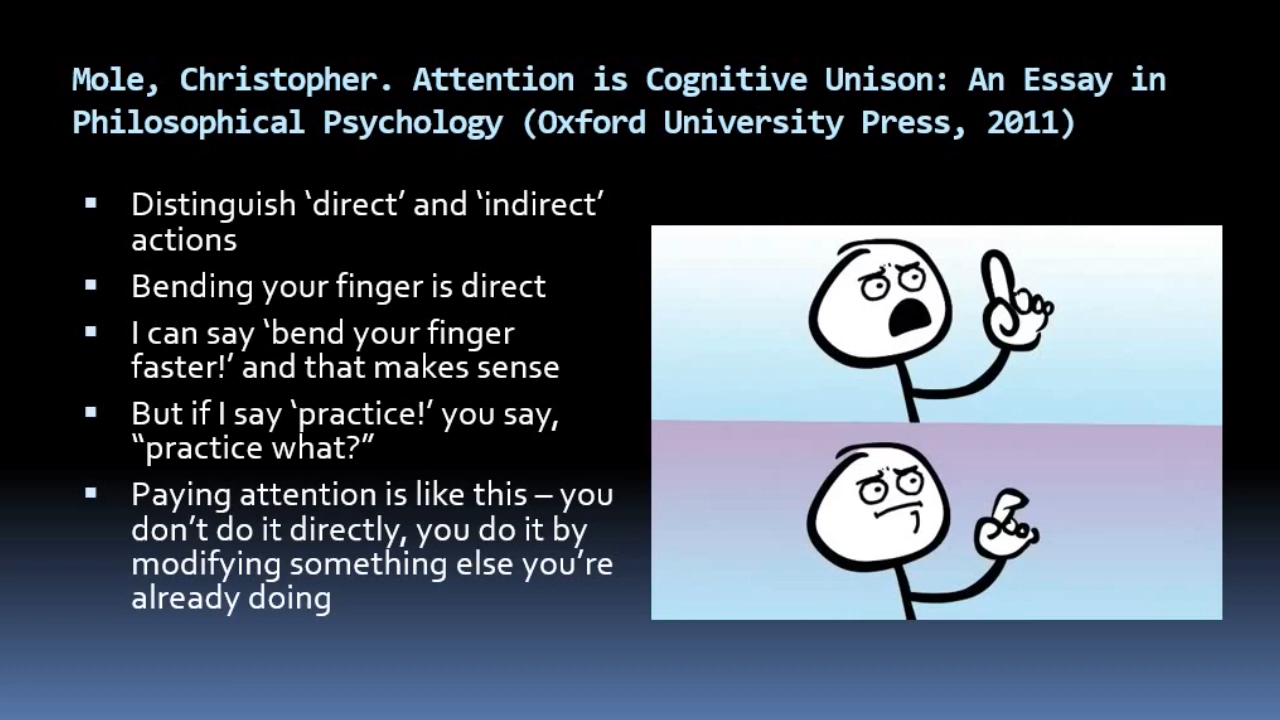 Mole, Christopher. Attention is Cognitive Unison: An Essay in
Philosophical Psychology (Oxford University Press, 2011)
Distinguish ‘direct’ and ‘indirect’
actions
Bending your finger is direct
I can say ‘bend your finger
faster!’ and that makes sense
But if I say ‘practice!’ you say,
“practice what?”
Paying attention is like this – you
don’t do it directly, you do it by
modifying something else you’re
already doing